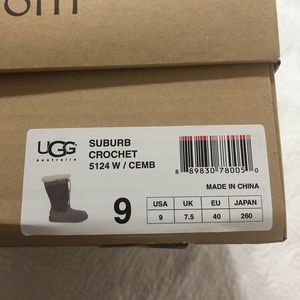 om
UGG
australia
SUBURB
CROCHET
5124 W / CEMB
8 89830 78005 0
MADE IN CHINA
9
USA UK EU JAPAN
9 7.5 40 260